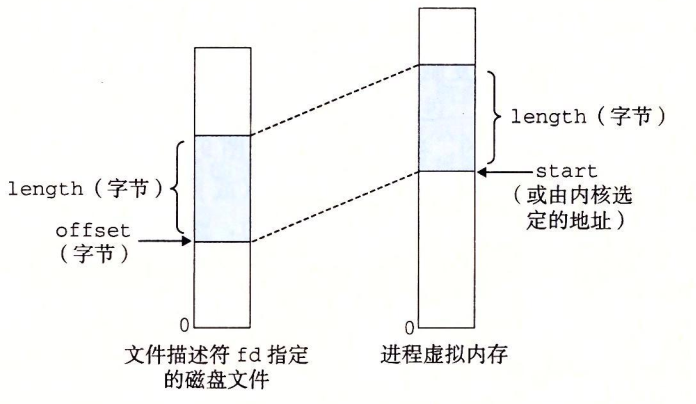 length（字节）
offset
（字节）
0
文件描述符 fd 指定
的磁盘文件
length（字节）
start
（或由内核选
定的地址）
0
进程虚拟内存